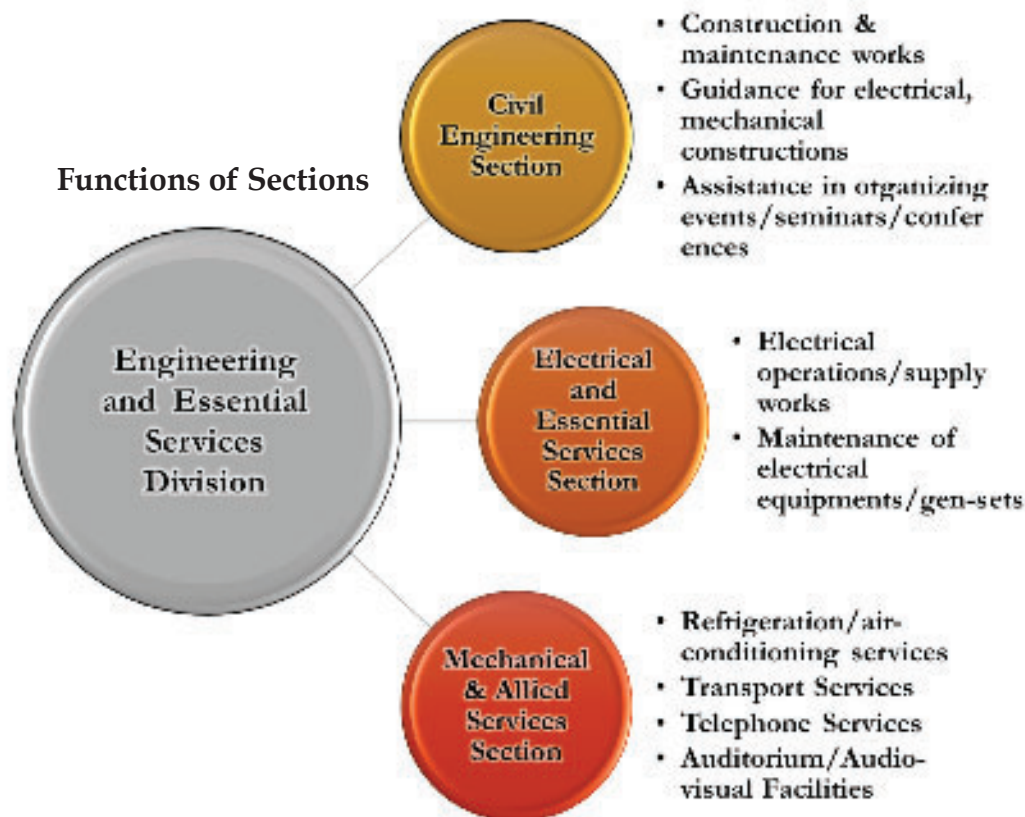 Functions of Sections
Engineering
and Essential
Services
Division
Civil
Engineering
Section
• Construction &
maintenance works
• Guidance for electrical,
mechanical
constructions
• Assistance in organizing
events/seminars/confer
ences
Electrical
and
Essential
Services
Section
• Electrical
operations/supply
works
• Maintenance of
electrical
equipments/gen-sets
Mechanical
& Allied
Services
Section
• Refrigeration/air-
conditioning services
• Transport Services
• Telephone Services
• Auditorium/Audio-
visual Facilities